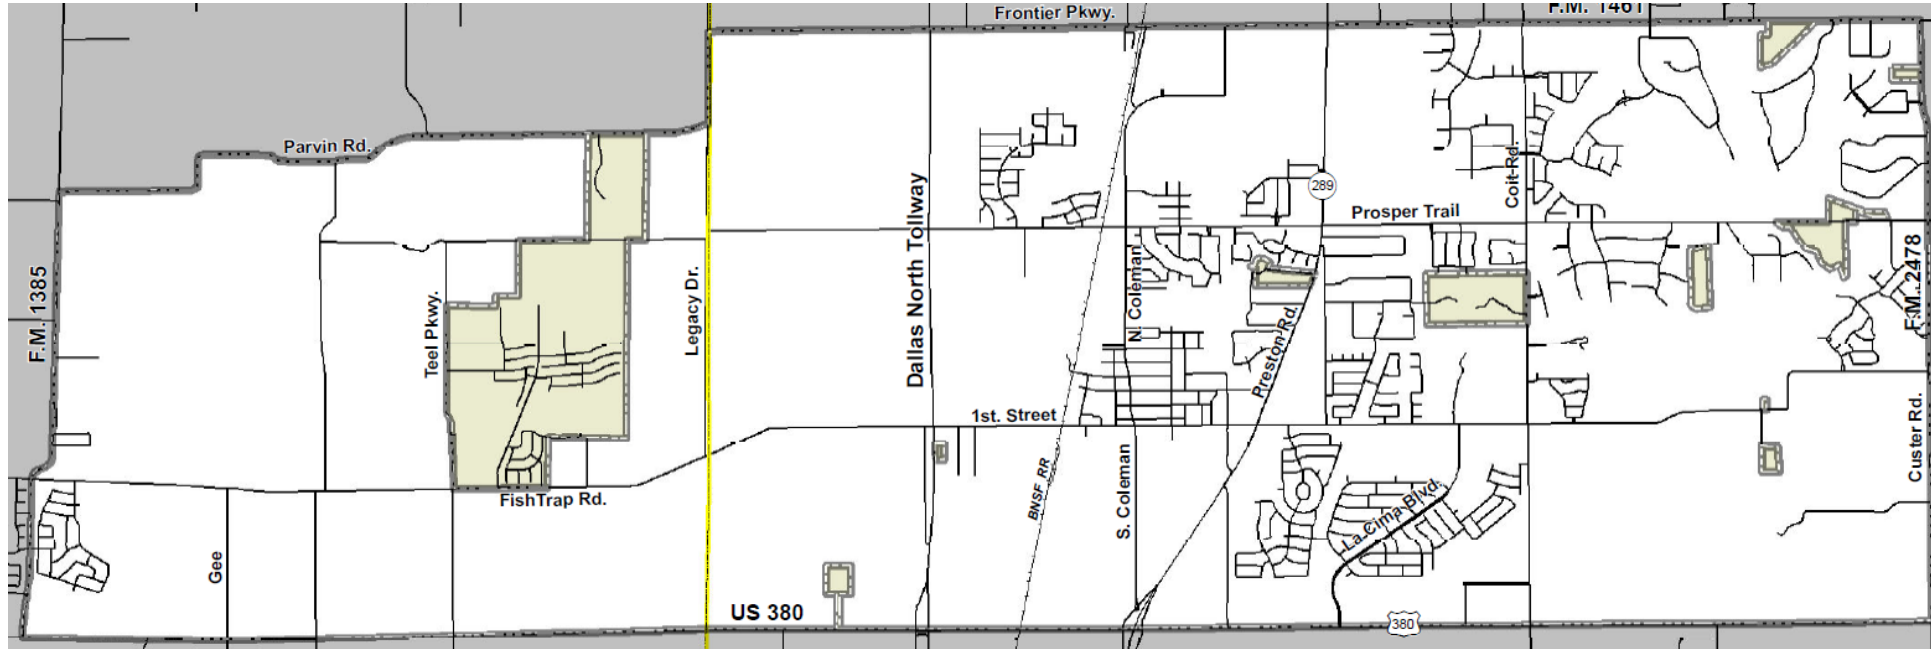 Frontier Pkwy.
F.M. 1461
Parvin Rd.
289
Coit Rd.
Prosper Trail
Dallas North Tollway
F.M. 1385
Teel Pkwy.
Legacy Dr.
N. Coleman
Preston Rd.
F.M. 2478
1st. Street
Custer Rd.
FishTrap Rd.
BNSF RR
S. Coleman
La Cima Blvd.
Gee
US 380
380